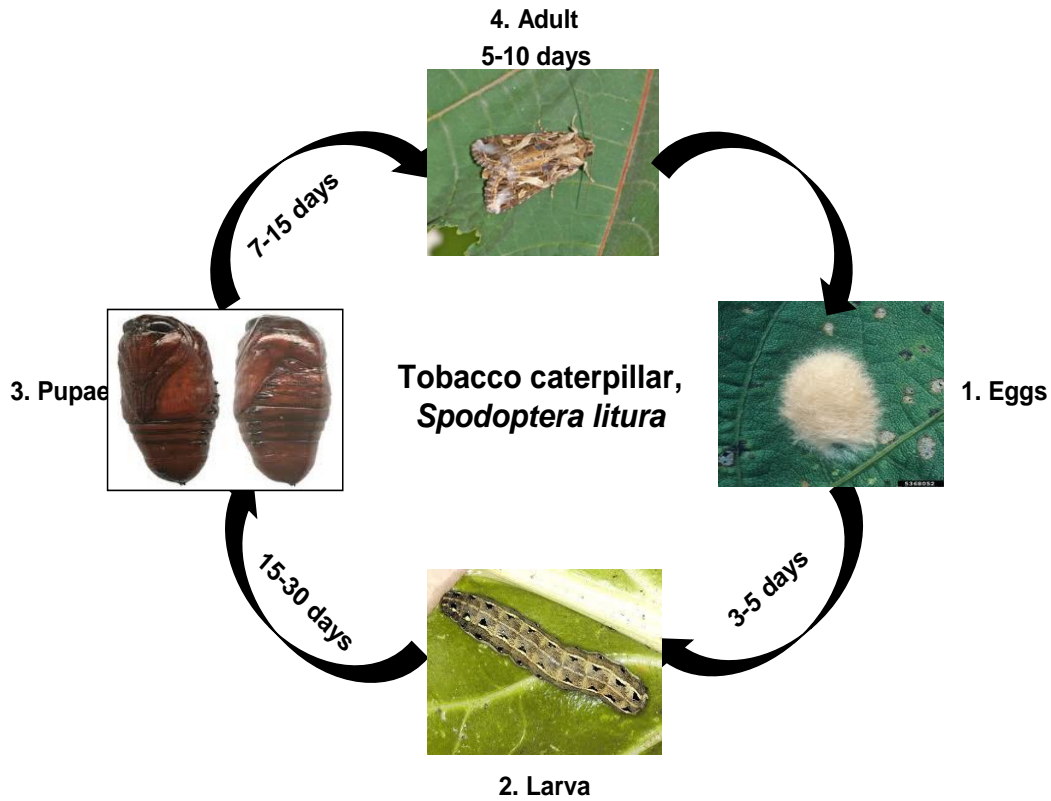 4. Adult
5-10 days
7-15 days
3. Pupae
Tobacco caterpillar,
Spodoptera litura
1. Eggs
5368052
15-30 days
3-5 days
2. Larva